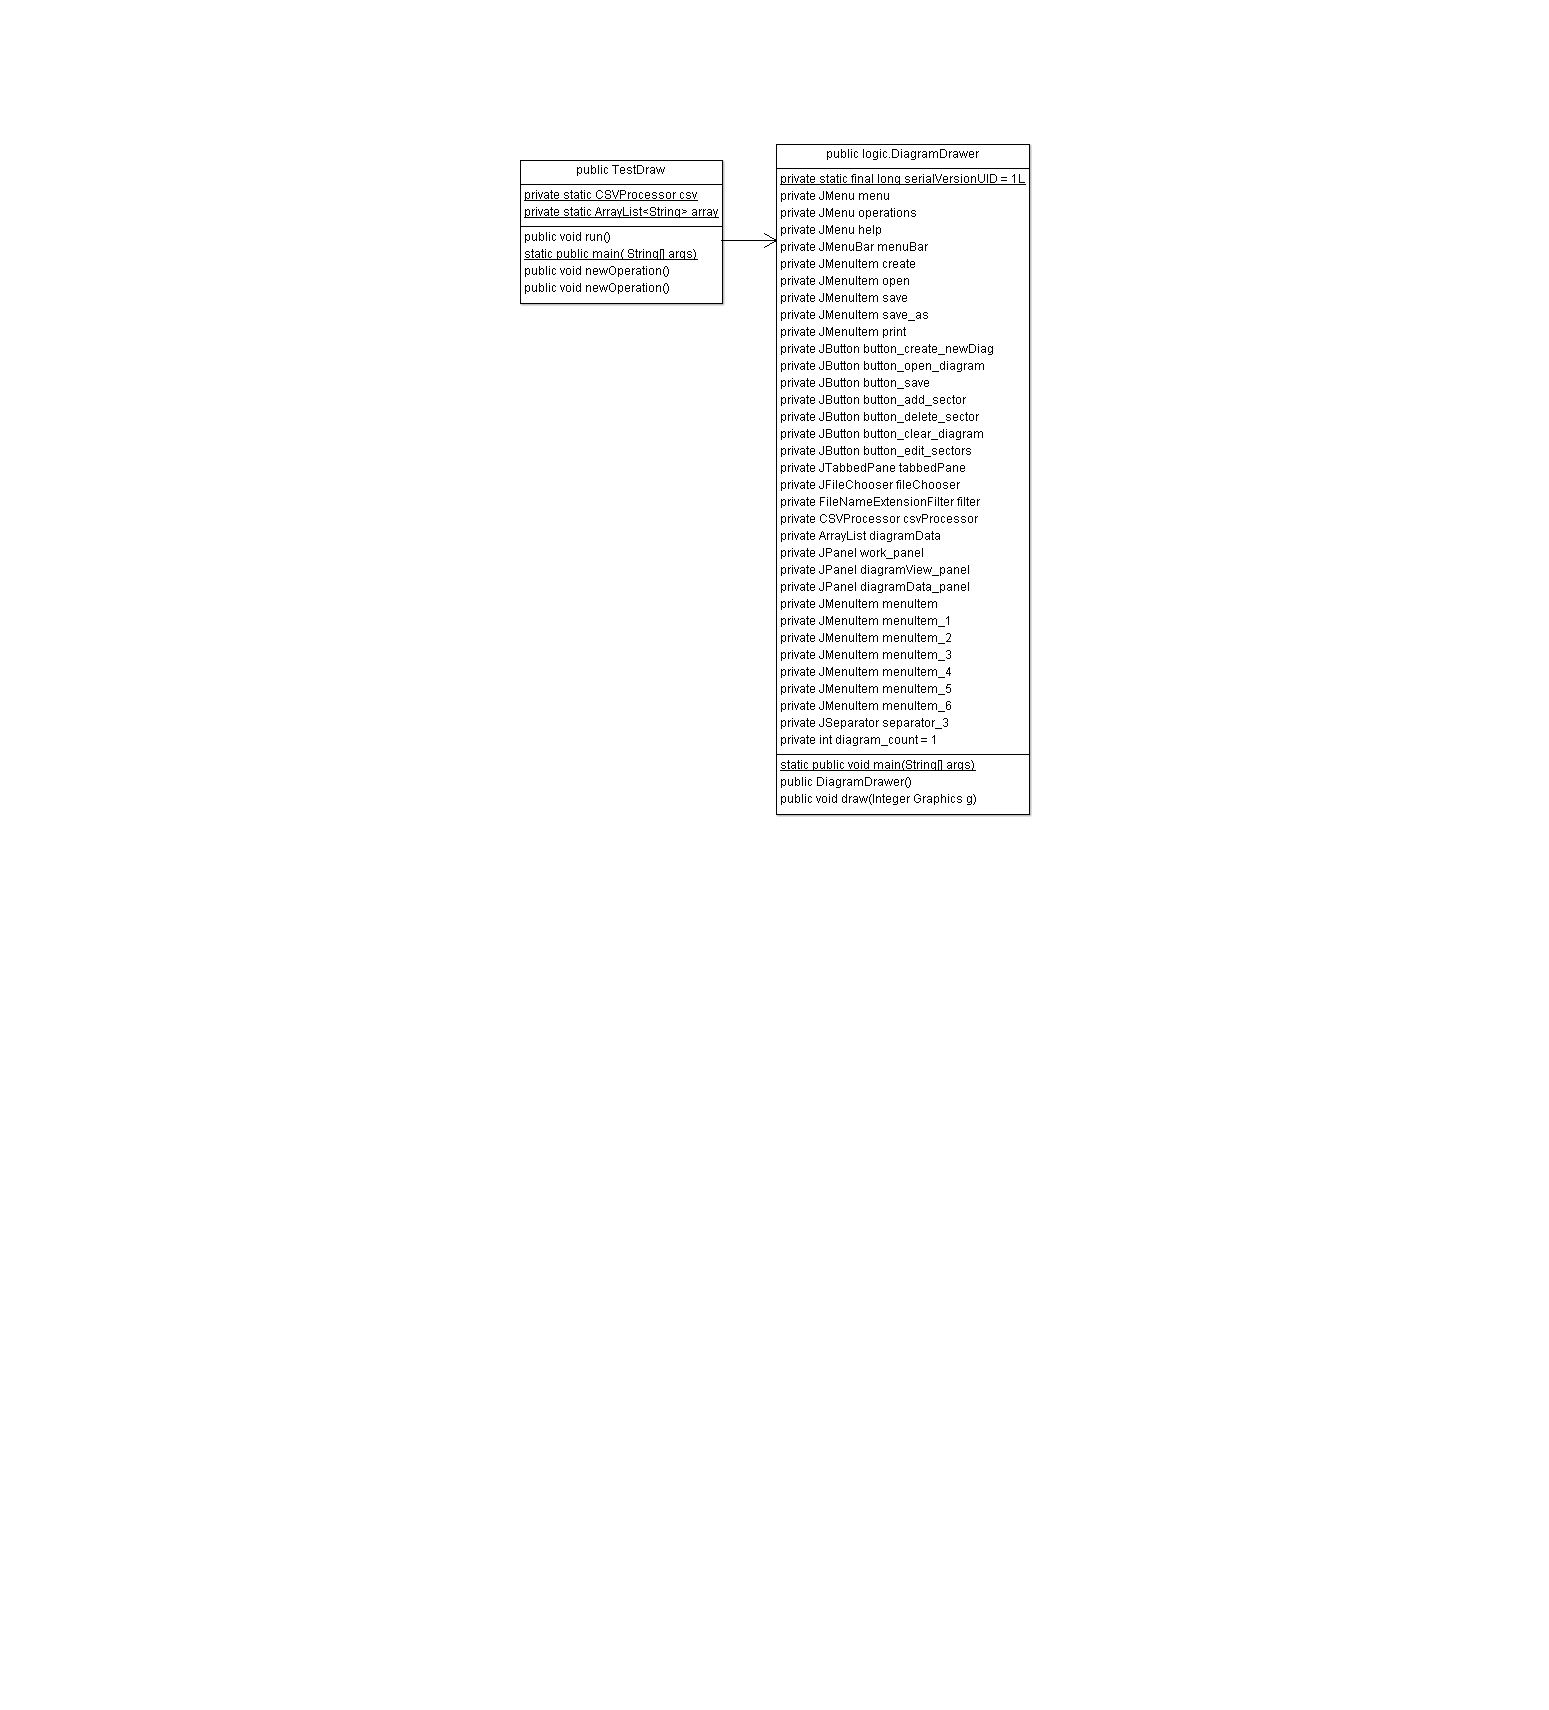 public TestDraw
private static CSVProcessor csv
private static ArrayList<String> array
public void run()
static public main( String[] args)
public void newOperation()
public void newOperation()
public logic.DiagramDrawer
private static final long serialVersionUID = 1L
private JMenu menu
private JMenu operations
private JMenu help
private JMenuBar menuBar
private JMenuItem create
private JMenuItem open
private JMenuItem save
private JMenuItem save_as
private JMenuItem print
private JButton button_create_newDiag
private JButton button_open_diagram
private JButton button_save
private JButton button_add_sector
private JButton button_delete_sector
private JButton button_clear_diagram
private JButton button_edit_sectors
private JTabbedPane tabbedPane
private JFileChooser fileChooser
private FileNameExtensionFilter filter
private CSVProcessor csvProcessor
private ArrayList diagramData
private JPanel work_panel
private JPanel diagramView_panel
private JPanel diagramData_panel
private JMenuItem menuItem
private JMenuItem menuItem_1
private JMenuItem menuItem_2
private JMenuItem menuItem_3
private JMenuItem menuItem_4
private JMenuItem menuItem_5
private JMenuItem menuItem_6
private JSeparator separator_3
private int diagram_count = 1
static public void main(String[] args)
public DiagramDrawer()
public void draw(Integer Graphics g)